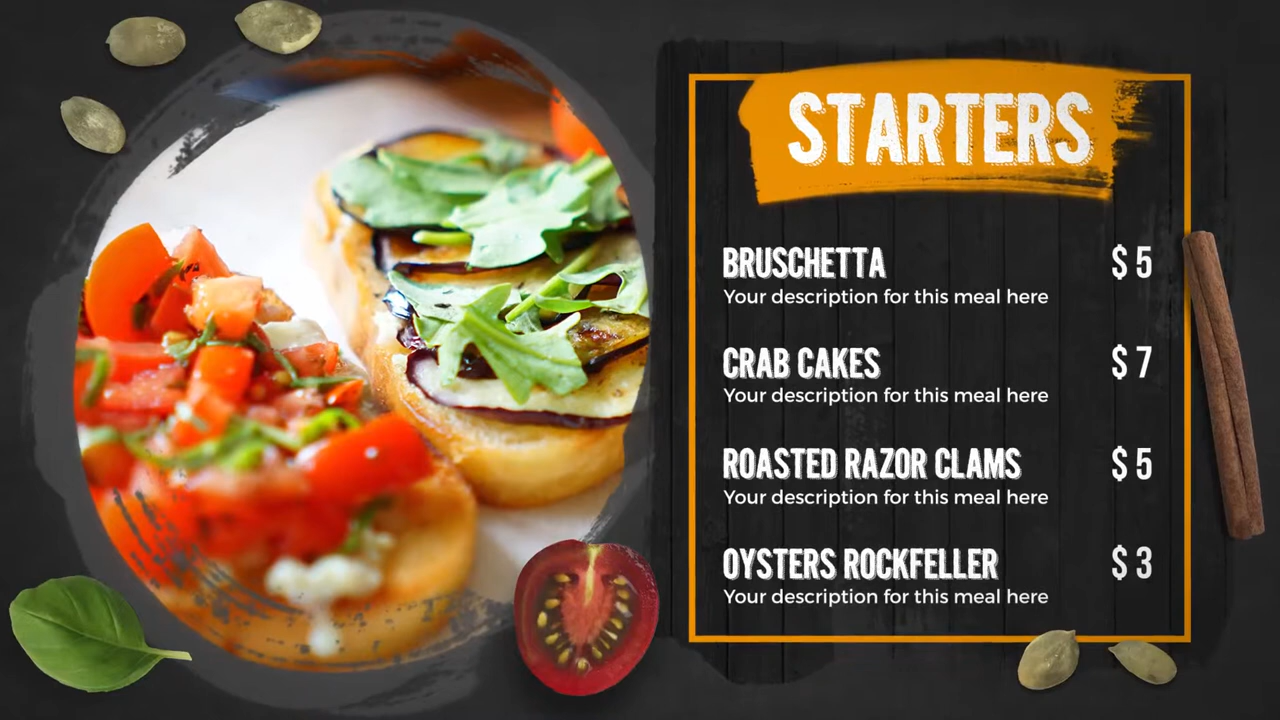 STARTERS
BRUSCHETTA $5
Your description for this meal here
CRAB CAKES $7
Your description for this meal here
ROASTED RAZOR CLAMS $5
Your description for this meal here
OYSTERS ROCKFELLER $3
Your description for this meal here